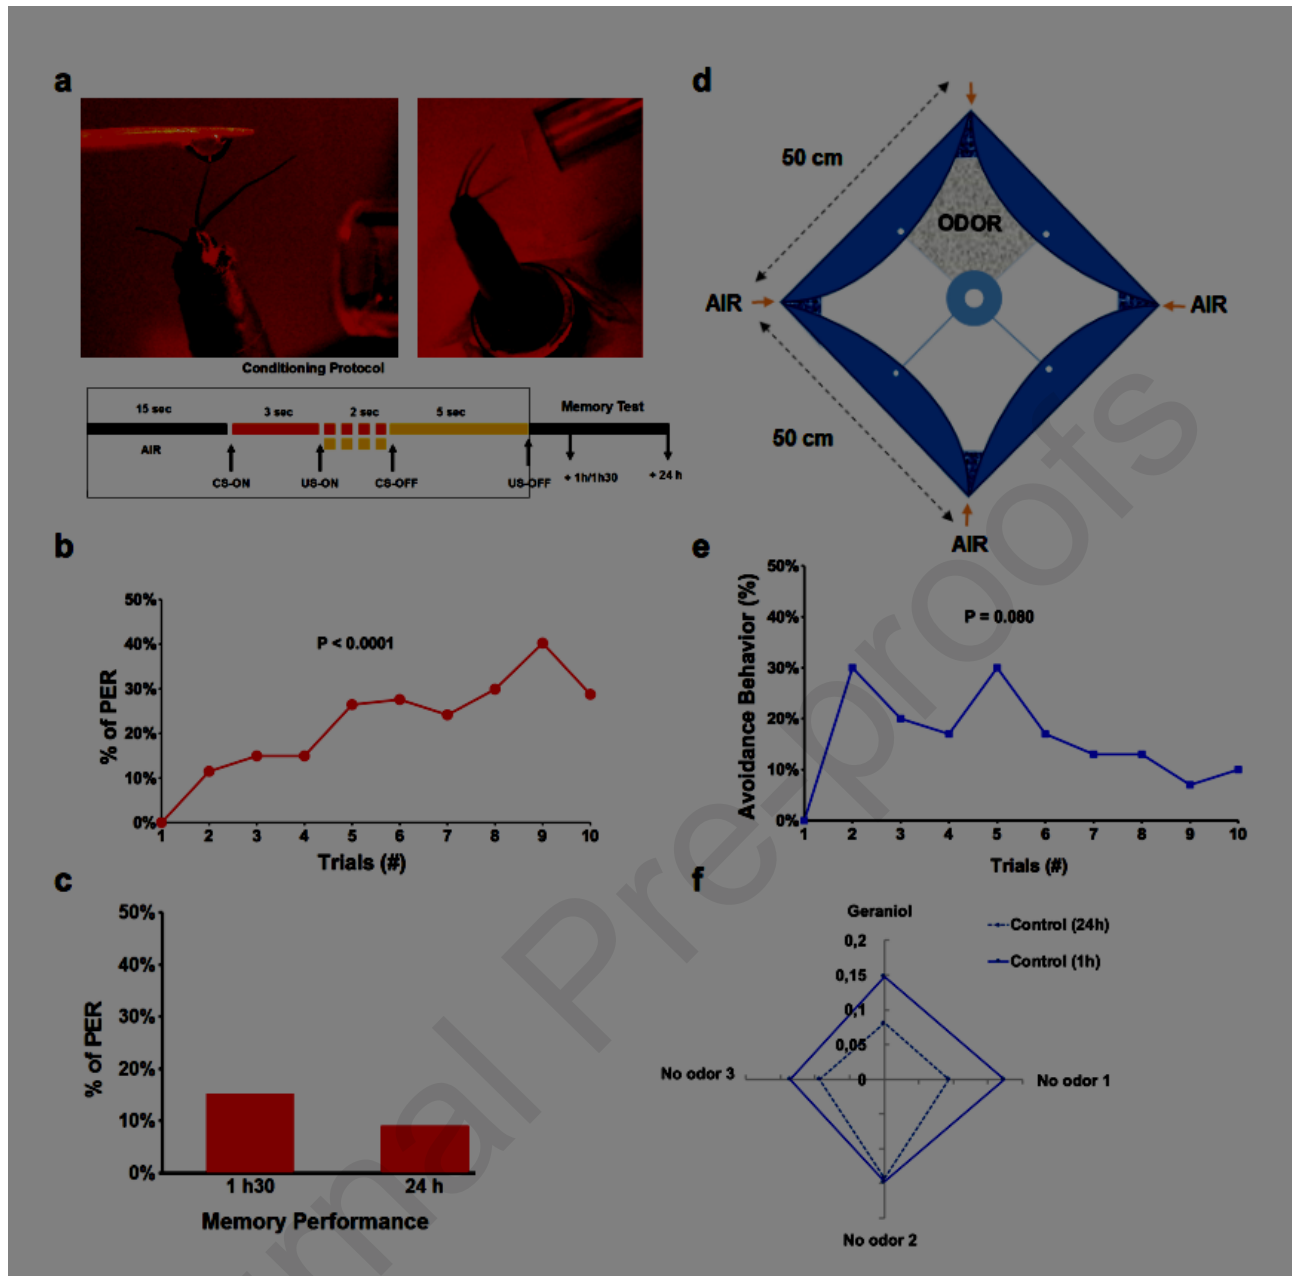 a
Conditioning Protocol
15 sec
3 sec
2 sec
5 sec
Memory Test
AIR
CS-ON
US-ON
CS-OFF
US-OFF
+ 1h/1h30
+ 24 h
d
50 cm
ODOR
AIR
AIR
50 cm
AIR
b
50%
40%
30%
20%
10%
0%
% of PER
P < 0.0001
1 2 3 4 5 6 7 8 9 10
Trials (#)
e
50%
40%
30%
20%
10%
0%
Avoidance Behavior (%)
P = 0.080
1 2 3 4 5 6 7 8 9 10
Trials (#)
c
50%
40%
30%
20%
10%
0%
% of PER
1 h30 24 h
Memory Performance
f
Geraniol
Control (24h)
Control (1h)
0,2
0,15
0,1
0,05
0
No odor 3
No odor 1
No odor 2
rnal Pre-proofs